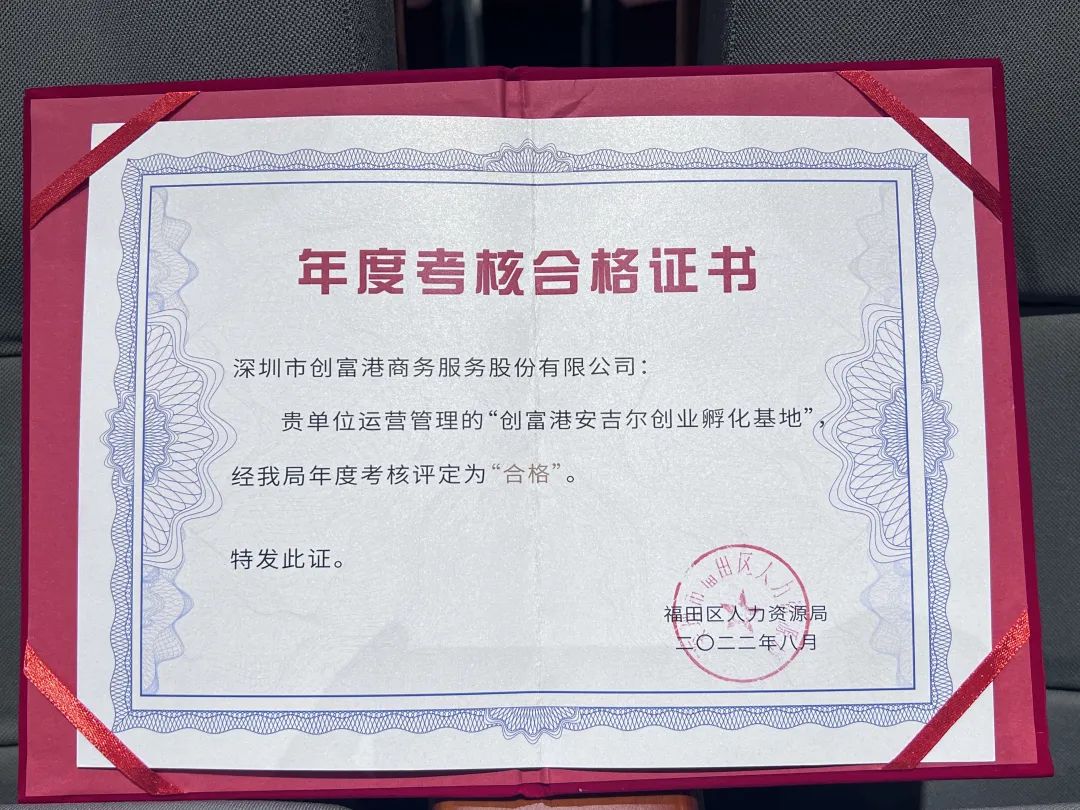 年度考核合格证书
深圳市创富港商务服务股份有限公司：
贵单位运营管理的“创富港安吉尔创业孵化基地”，
经我局年度考核评定为“合格”。
特发此证。
福田区人力资源局
二〇二二年八月